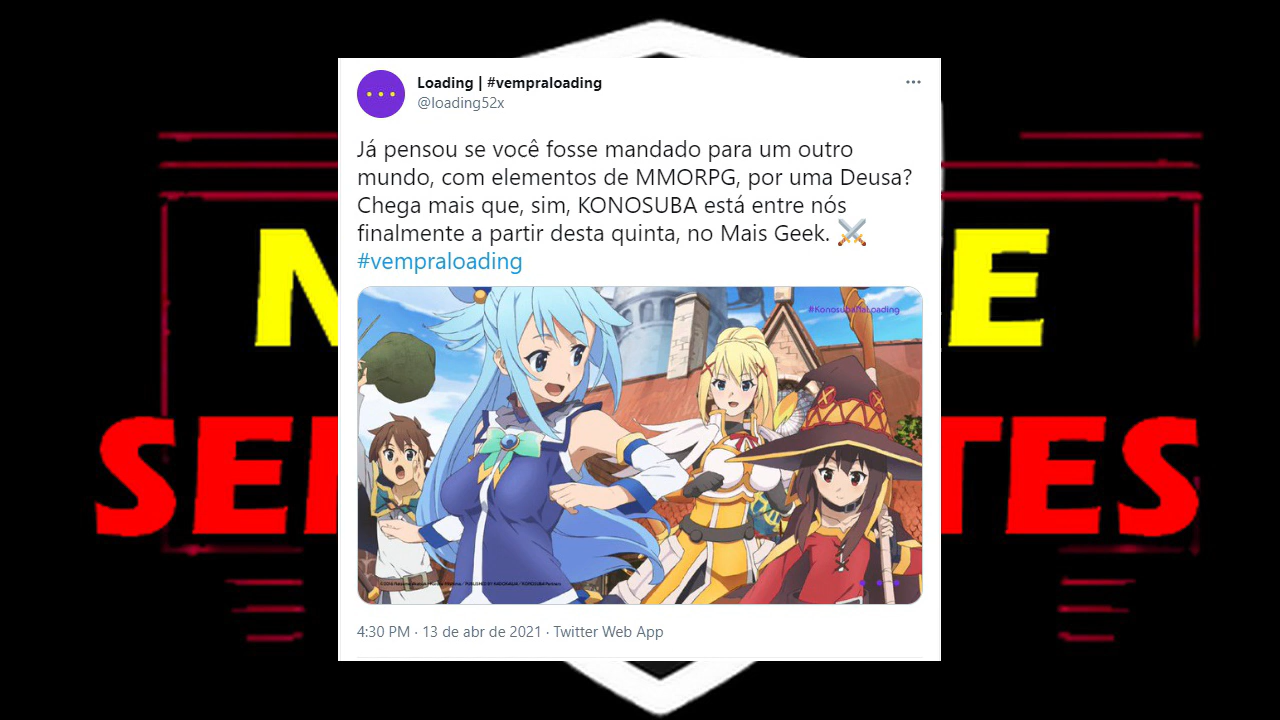 Loading | #vempraloading
@loading52x
Já pensou se você fosse mandado para um outro
mundo, com elementos de MMORPG, por uma Deusa?
Chega mais que, sim, KONOSUBA está entre nós
finalmente a partir desta quinta, no Mais Geek. ⚔️
#vempraloading
#KonosubaNaLoading
4:30 PM · 13 de abr de 2021 · Twitter Web App
N
E
SE
TES